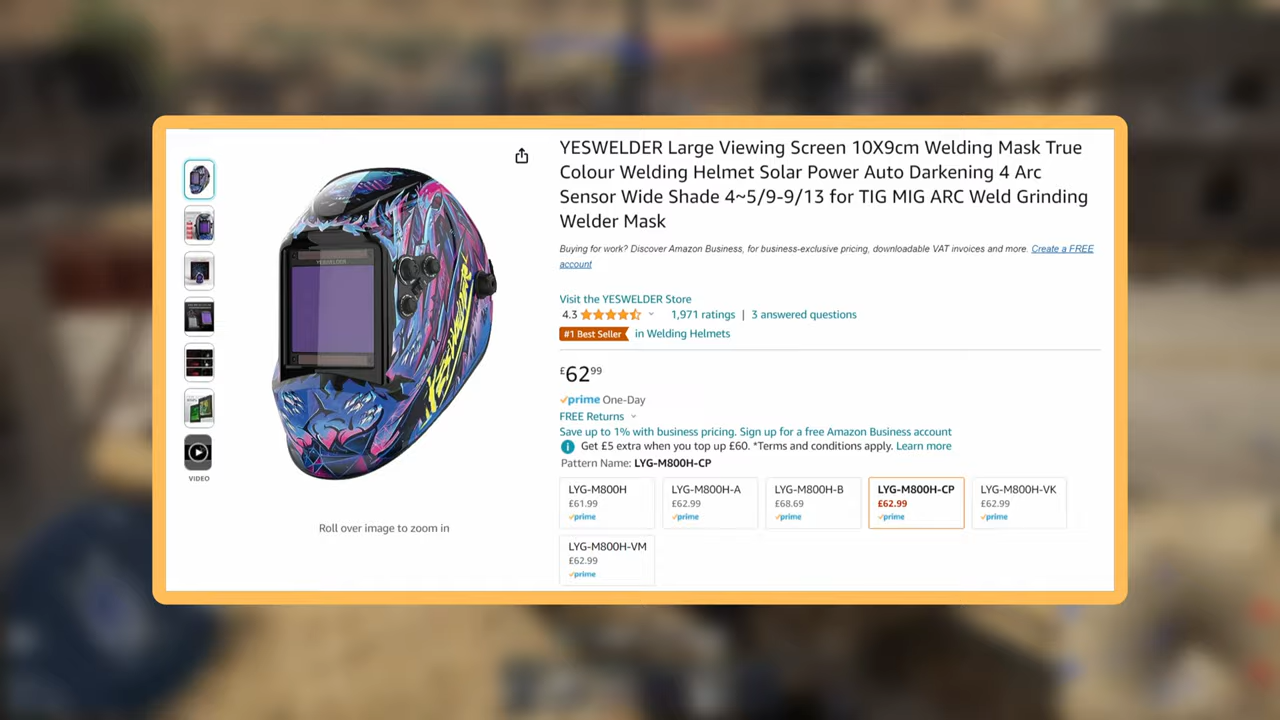 YESWELDER Large Viewing Screen 10X9cm Welding Mask True
Colour Welding Helmet Solar Power Auto Darkening 4 Arc
Sensor Wide Shade 4~5/9-9/13 for TIG MIG ARC Weld Grinding
Welder Mask
Buying for work? Discover Amazon Business, for business-exclusive pricing, downloadable VAT invoices and more. Create a FREE
account
Visit the YESWELDER Store
4.3 1,971 ratings | 3 answered questions
#1 Best Seller in Welding Helmets
£6299
prime One-Day
FREE Returns
Save up to 1% with business pricing. Sign up for a free Amazon Business account
i Get £5 extra when you top up £60. *Terms and conditions apply. Learn more
Pattern Name: LYG-M800H-CP
LYG-M800H LYG-M800H-A LYG-M800H-B LYG-M800H-CP LYG-M800H-VK
£61.99 £62.99 £68.69 £62.99 £62.99
prime prime prime prime prime
LYG-M800H-VM
£62.99
prime
YESWELDER
YESWELDER
VIDEO
Roll over image to zoom in